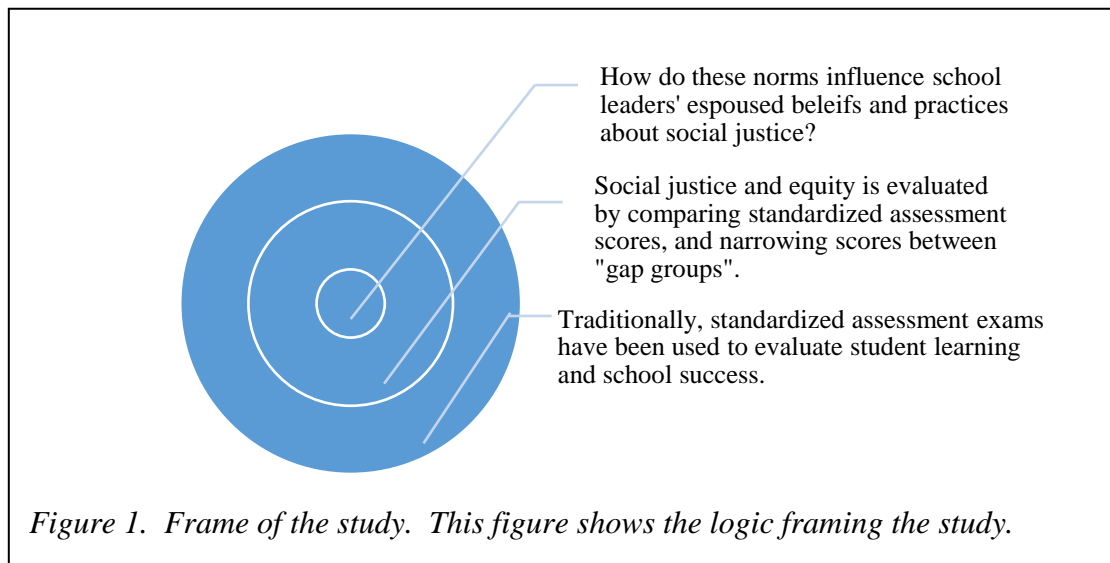 How do these norms influence school
leaders' espoused beleifs and practices
about social justice?
Social justice and equity is evaluated
by comparing standardized assessment
scores, and narrowing scores between
"gap groups".
Traditionally, standardized assessment exams
have been used to evaluate student learning
and school success.
Figure 1.  Frame of the study.  This figure shows the logic framing the study.